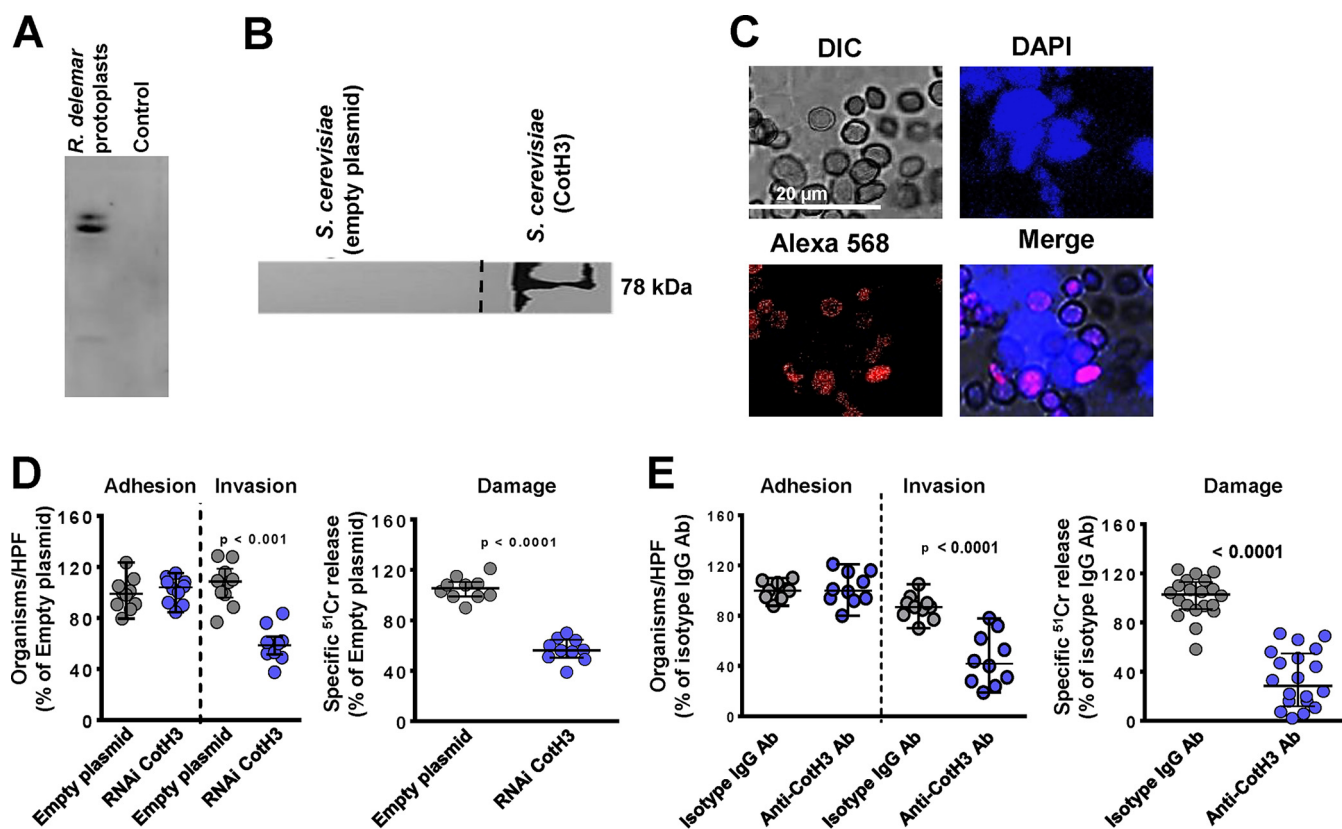 A
R. delemar
protoplasts
Control
B
S. cerevisiae
(empty plasmid)
S. cerevisiae
(CotH3)
78 kDa
C
DIC
DAPI
20 µm
Alexa 568
Merge
D
Adhesion
Invasion
Organisms/HPF
(% of Empty plasmid)
160
120
80
40
0
p < 0.001
Empty plasmid
RNAi CotH3
Empty plasmid
RNAi CotH3
Damage
Specific ⁵¹Cr release
(% of Empty plasmid)
160
120
80
40
0
p < 0.0001
Empty plasmid
RNAi CotH3
E
Adhesion
Invasion
Organisms/HPF
(% of isotype IgG Ab)
160
120
80
40
0
p < 0.0001
Isotype IgG Ab
Anti-CotH3 Ab
Isotype IgG Ab
Anti-CotH3 Ab
Damage
Specific ⁵¹Cr release
(% of isotype IgG Ab)
160
120
80
40
0
< 0.0001
Isotype IgG Ab
Anti-CotH3 Ab